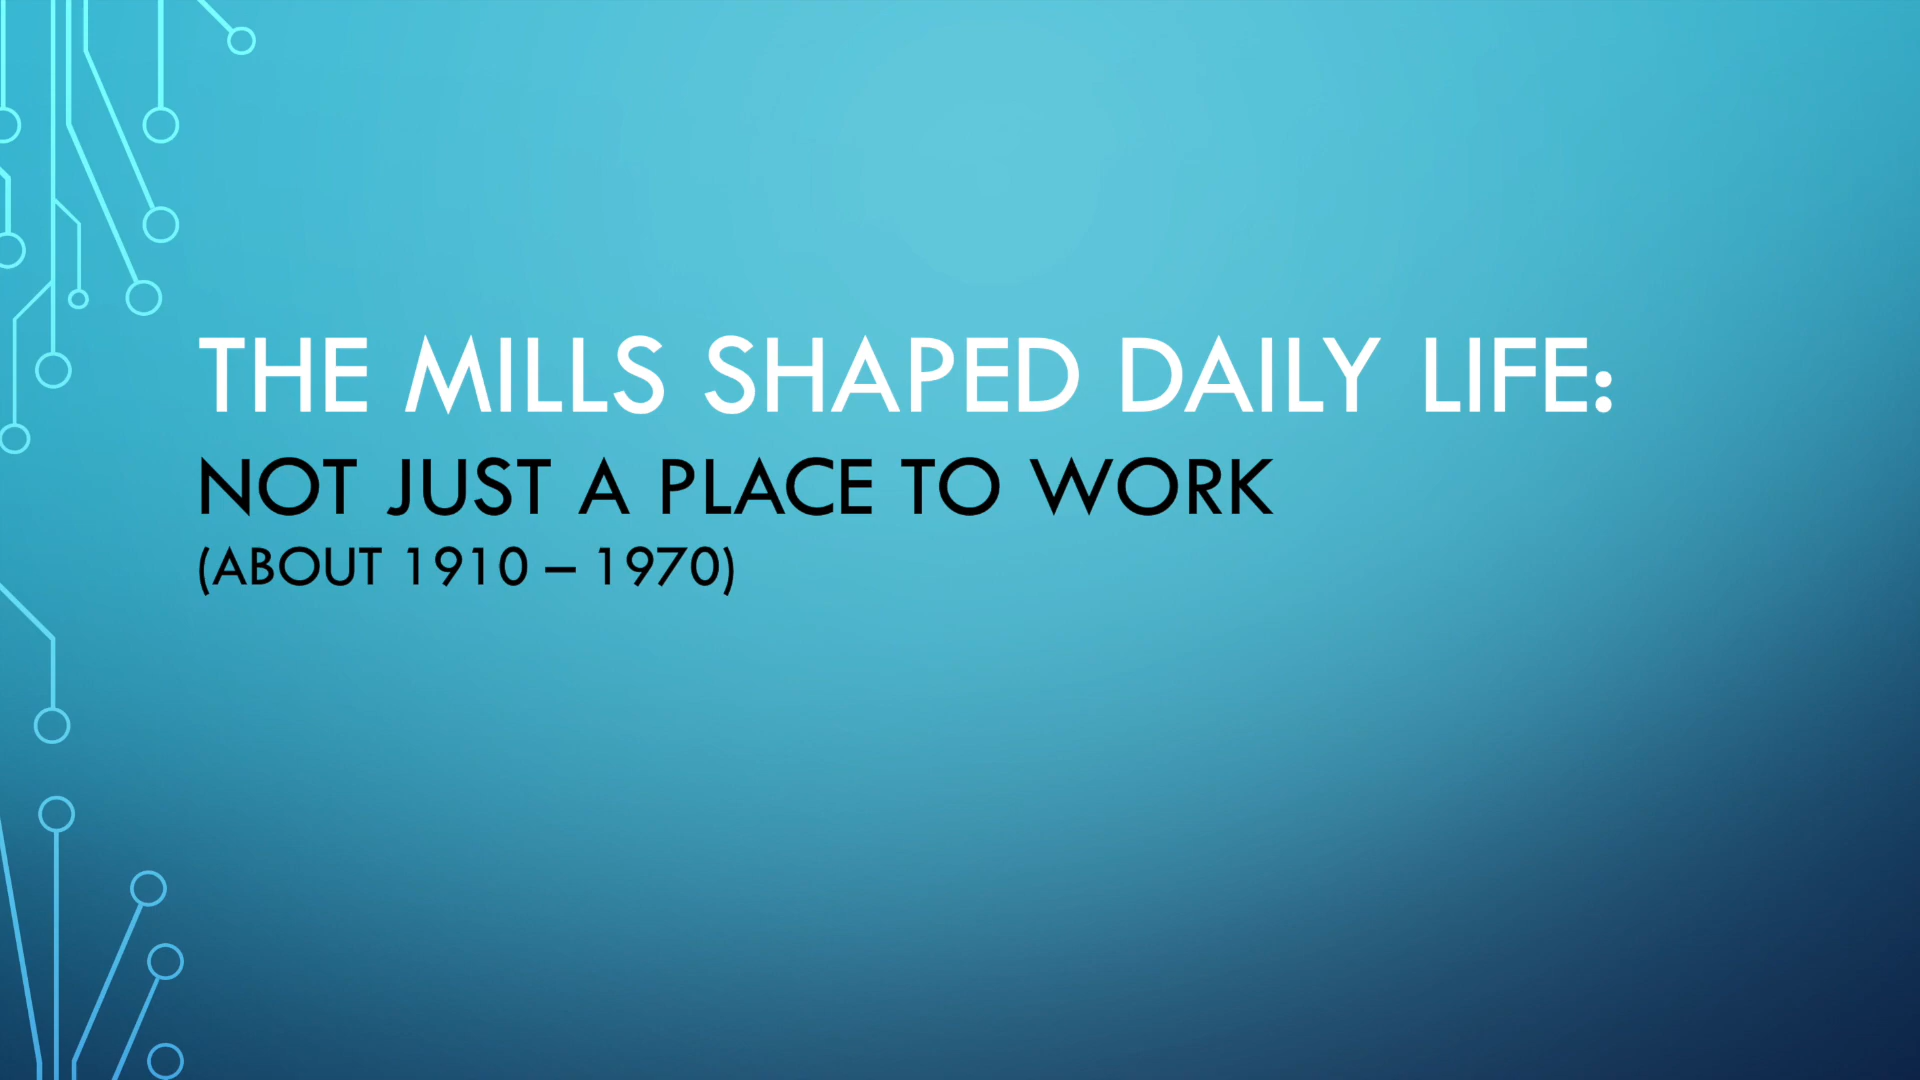 THE MILLS SHAPED DAILY LIFE:
NOT JUST A PLACE TO WORK
(ABOUT 1910 – 1970)